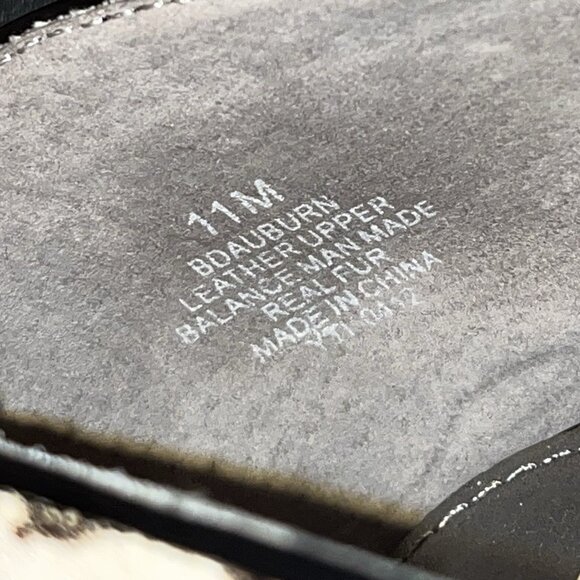 11M
BDAUBURN
LEATHER UPPER
BALANCE MAN MADE
REAL FUR
MADE IN CHINA